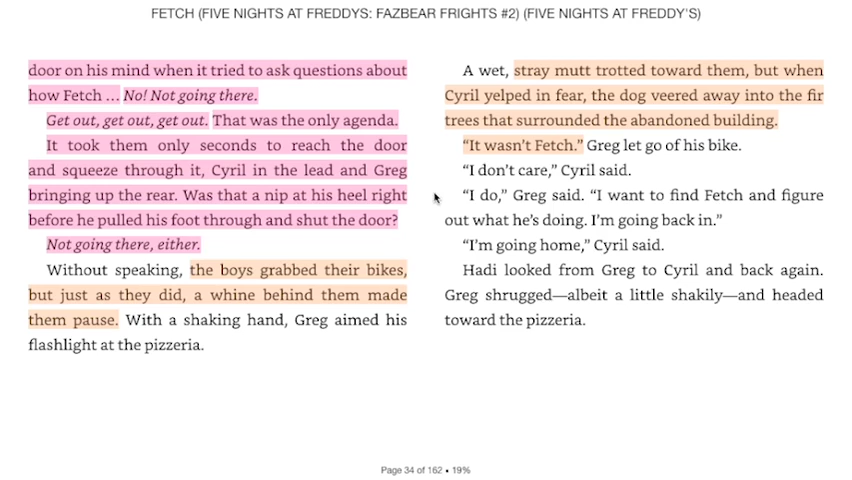 FETCH (FIVE NIGHTS AT FREDDYS: FAZBEAR FRIGHTS #2) (FIVE NIGHTS AT FREDDY'S)
door on his mind when it tried to ask questions about
how Fetch … No! Not going there.
Get out, get out, get out. That was the only agenda.
It took them only seconds to reach the door
and squeeze through it, Cyril in the lead and Greg
bringing up the rear. Was that a nip at his heel right
before he pulled his foot through and shut the door?
Not going there, either.
Without speaking, the boys grabbed their bikes,
but just as they did, a whine behind them made
them pause. With a shaking hand, Greg aimed his
flashlight at the pizzeria.
A wet, stray mutt trotted toward them, but when
Cyril yelped in fear, the dog veered away into the fir
trees that surrounded the abandoned building.
“It wasn’t Fetch.” Greg let go of his bike.
“I don’t care,” Cyril said.
“I do,” Greg said. “I want to find Fetch and figure
out what he’s doing. I’m going back in.”
“I’m going home,” Cyril said.
Hadi looked from Greg to Cyril and back again.
Greg shrugged—albeit a little shakily—and headed
toward the pizzeria.
Page 34 of 162 • 19%